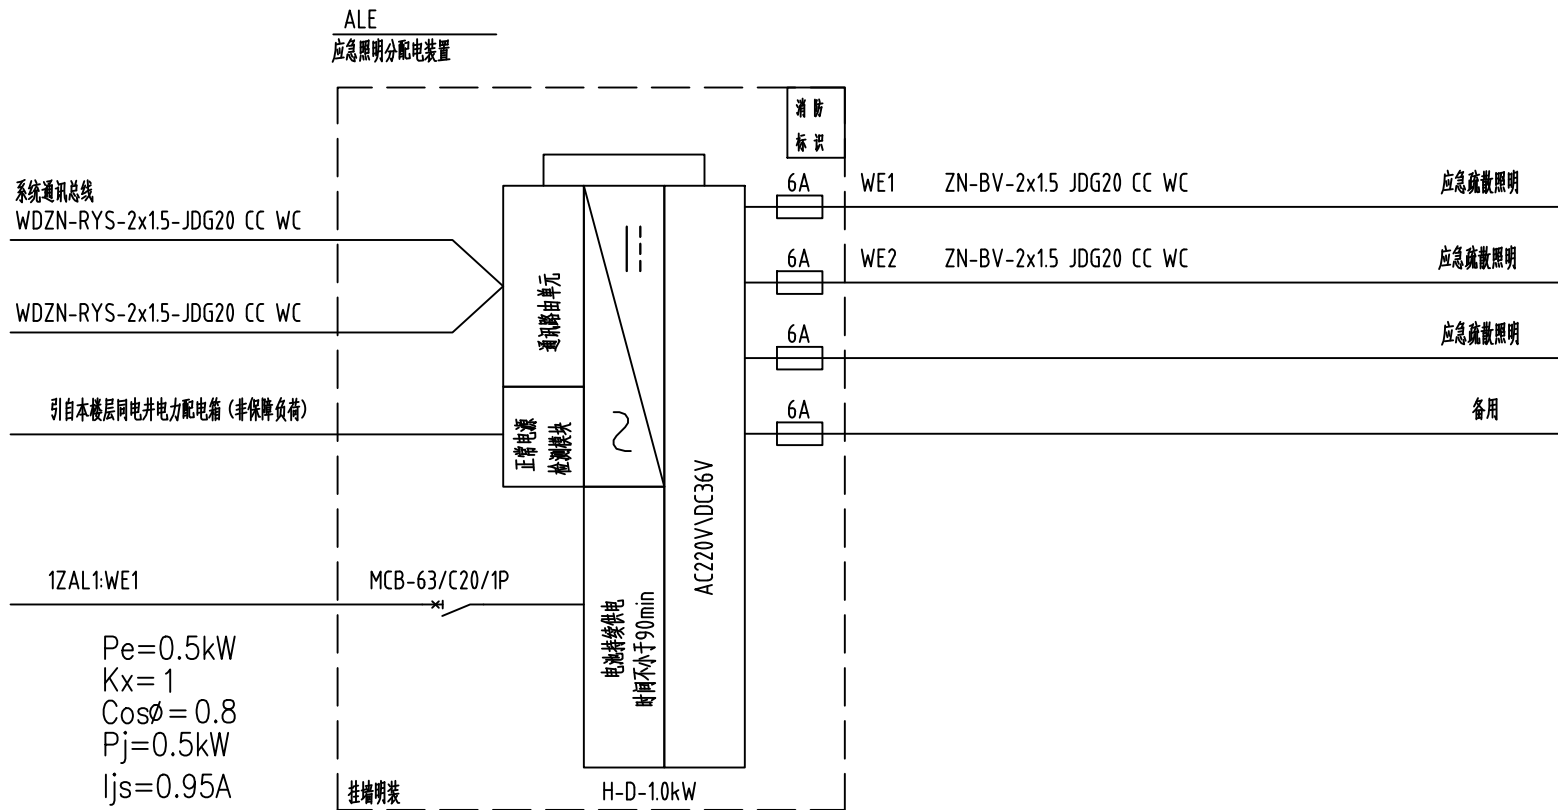 ALE
应急照明分配电装置
消 防
标 识
系统通讯总线
WDZN-RYS-2x1.5-JDG20 CC WC
WDZN-RYS-2x1.5-JDG20 CC WC
引自本楼层同电井电力配电箱(非保障负荷)
1ZAL1:WE1
MCB-63/C20/1P
Pe=0.5kW
Kx=1
CosØ=0.8
Pj=0.5kW
Ijs=0.95A
通讯路由单元
正常电源
检测模块
电池持续供电
时间不小于90min
AC220V\DC36V
6A WE1 ZN-BV-2x1.5 JDG20 CC WC 应急疏散照明
6A WE2 ZN-BV-2x1.5 JDG20 CC WC 应急疏散照明
6A 应急疏散照明
6A 备用
挂墙明装
H-D-1.0kW